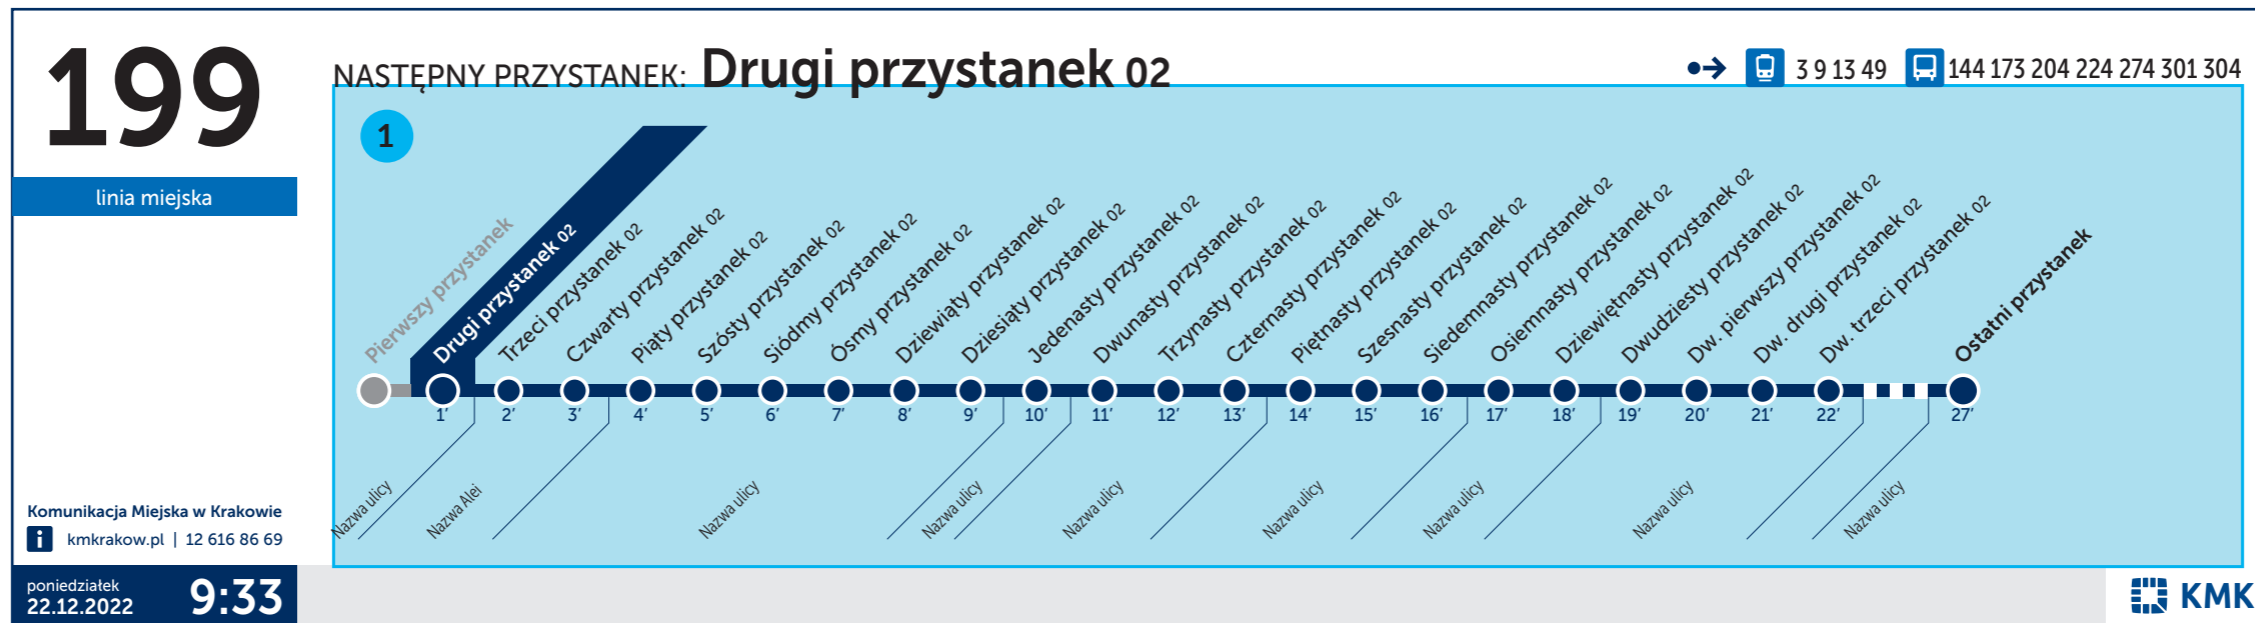 199
linia miejska
Komunikacja Miejska w Krakowie
i kmkrakow.pl | 12 616 86 69
poniedziałek
22.12.2022 9:33
NASTĘPNY PRZYSTANEK: Drugi przystanek 02
3 9 13 49 144 173 204 224 274 301 304
1
Pierwszy przystanek
Drugi przystanek 02
Trzeci przystanek 02
Czwarty przystanek 02
Piąty przystanek 02
Szósty przystanek 02
Siódmy przystanek 02
Ósmy przystanek 02
Dziewiąty przystanek 02
Dziesiąty przystanek 02
Jedenasty przystanek 02
Dwunasty przystanek 02
Trzynasty przystanek 02
Czternasty przystanek 02
Piętnasty przystanek 02
Szesnasty przystanek 02
Siedemnasty przystanek 02
Osiemnasty przystanek 02
Dziewiętnasty przystanek 02
Dwudziesty przystanek 02
Dw. pierwszy przystanek 02
Dw. drugi przystanek 02
Dw. trzeci przystanek 02
Ostatni przystanek
1' 2' 3' 4' 5' 6' 7' 8' 9' 10' 11' 12' 13' 14' 15' 16' 17' 18' 19' 20' 21' 22' 27'
Nazwa ulicy
Nazwa Alei
Nazwa ulicy
Nazwa ulicy
Nazwa ulicy
Nazwa ulicy
Nazwa ulicy
Nazwa ulicy
Nazwa ulicy
KMK